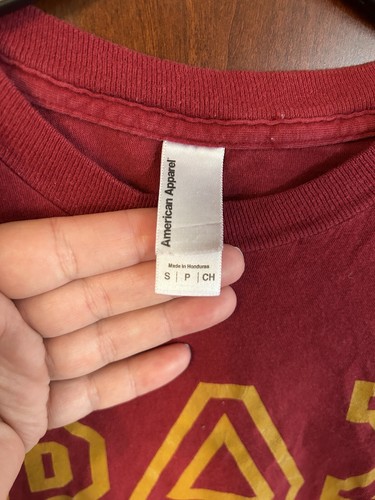 American Apparel
Made in Honduras
S | P | CH